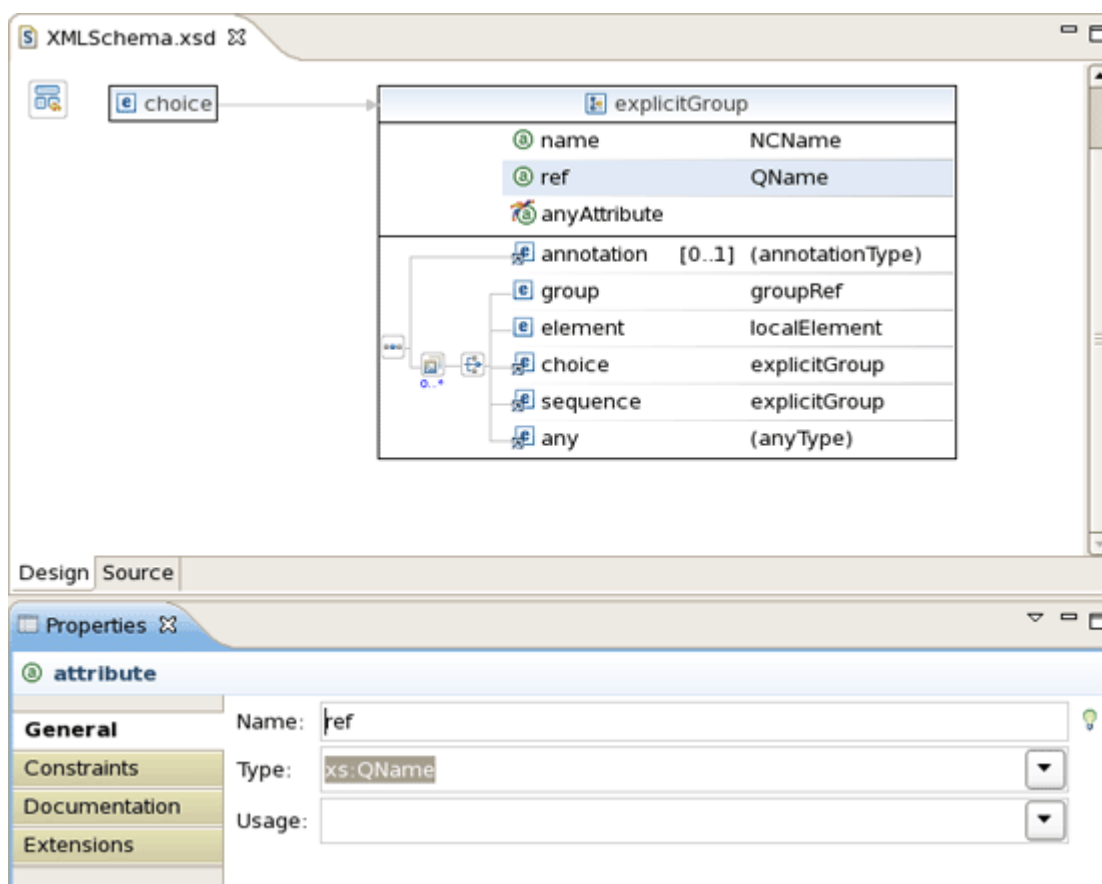 XMLSchema.xsd
choice
explicitGroup
name NCName
ref QName
anyAttribute
annotation [0..1] (annotationType)
group groupRef
element localElement
choice explicitGroup
0..*
sequence explicitGroup
any (anyType)
Design Source
Properties
attribute
General
Name: ref
Constraints
Type: xs:QName
Documentation
Usage:
Extensions